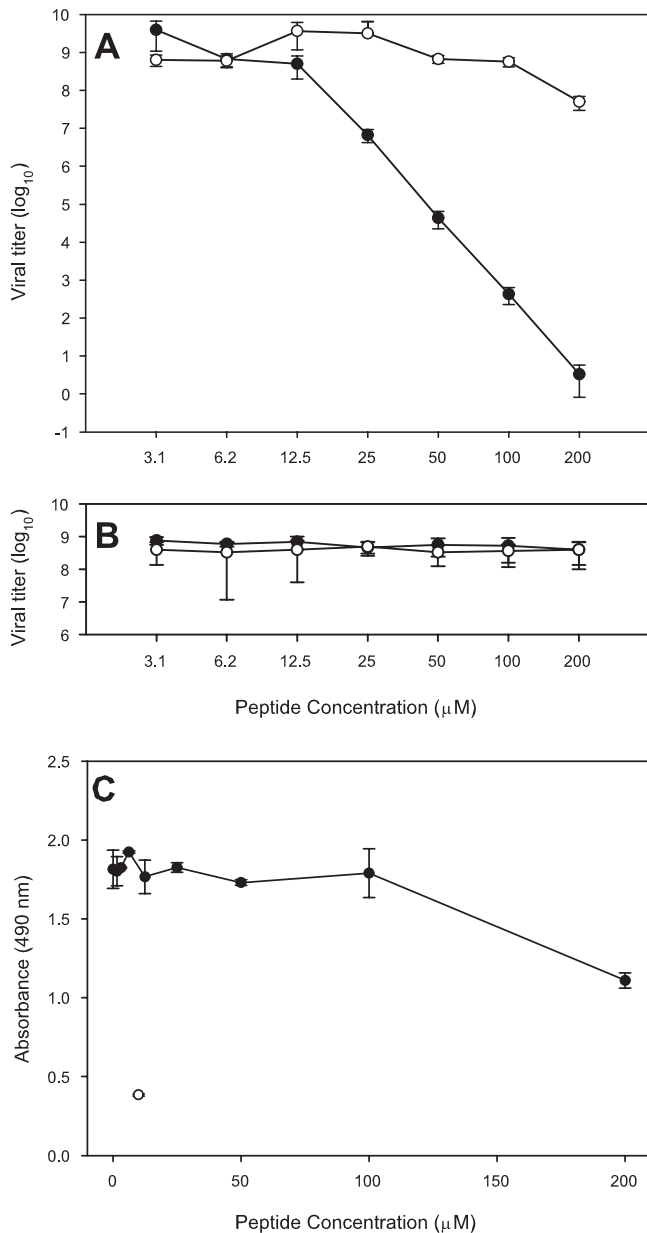 A
10
9
8
7
6
5
4
3
2
1
0
-1
Viral titer (log10)
3.1 6.2 12.5 25 50 100 200
B
10
9
8
7
6
Viral titer (log10)
3.1 6.2 12.5 25 50 100 200
Peptide Concentration (μM)
C
2.5
2.0
1.5
1.0
0.5
0.0
Absorbance (490 nm)
0 50 100 150 200
Peptide Concentration (μM)